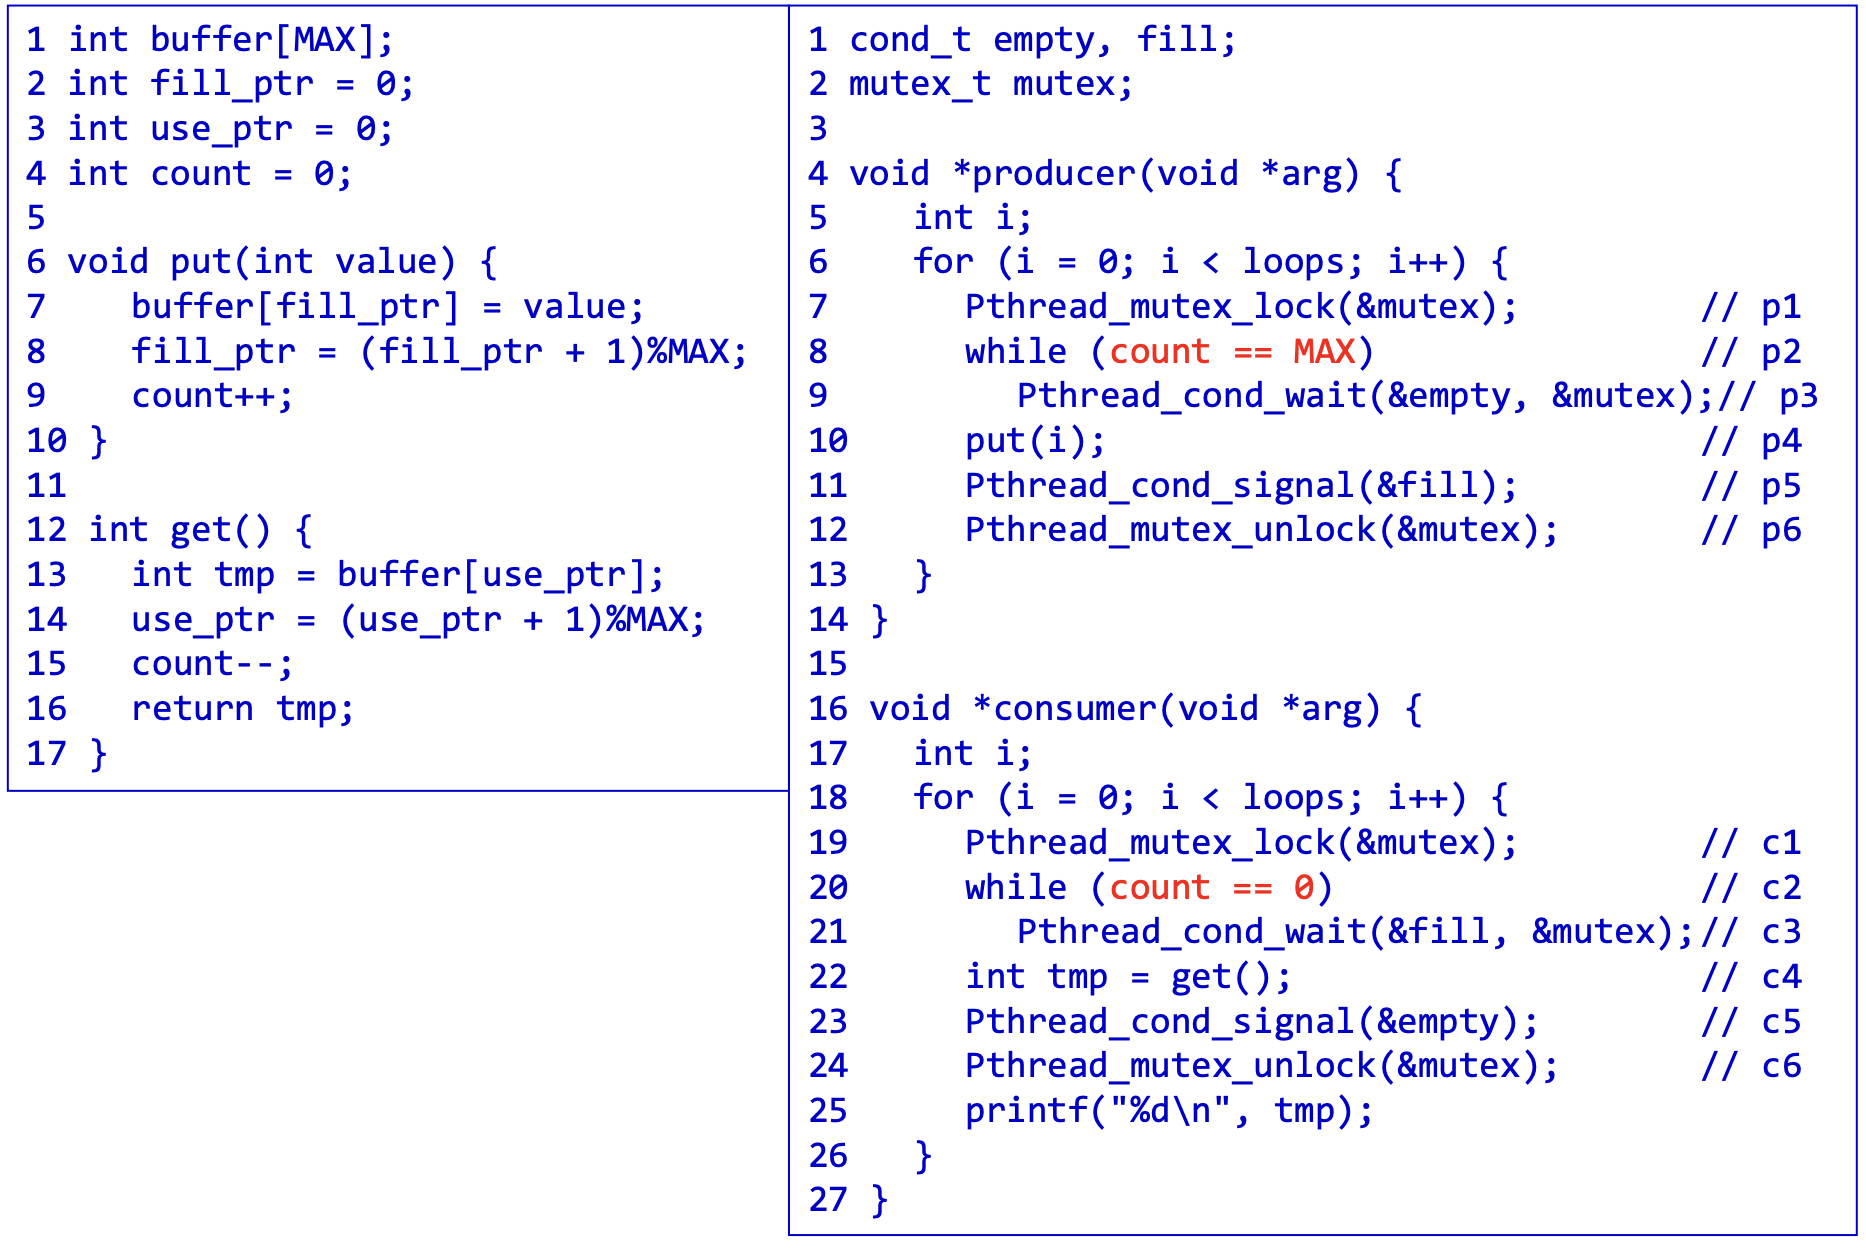 1 int buffer[MAX];
2 int fill_ptr = 0;
3 int use_ptr = 0;
4 int count = 0;
5
6 void put(int value) {
7    buffer[fill_ptr] = value;
8    fill_ptr = (fill_ptr + 1)%MAX;
9    count++;
10 }
11
12 int get() {
13   int tmp = buffer[use_ptr];
14   use_ptr = (use_ptr + 1)%MAX;
15   count--;
16   return tmp;
17 }
1 cond_t empty, fill;
2 mutex_t mutex;
3
4 void *producer(void *arg) {
5    int i;
6    for (i = 0; i < loops; i++) {
7       Pthread_mutex_lock(&mutex);         // p1
8       while (count == MAX)                // p2
9          Pthread_cond_wait(&empty, &mutex);// p3
10      put(i);                             // p4
11      Pthread_cond_signal(&fill);         // p5
12      Pthread_mutex_unlock(&mutex);       // p6
13   }
14 }
15
16 void *consumer(void *arg) {
17   int i;
18   for (i = 0; i < loops; i++) {
19      Pthread_mutex_lock(&mutex);         // c1
20      while (count == 0)                  // c2
21         Pthread_cond_wait(&fill, &mutex);// c3
22      int tmp = get();                    // c4
23      Pthread_cond_signal(&empty);        // c5
24      Pthread_mutex_unlock(&mutex);       // c6
25      printf("%d\n", tmp);
26   }
27 }